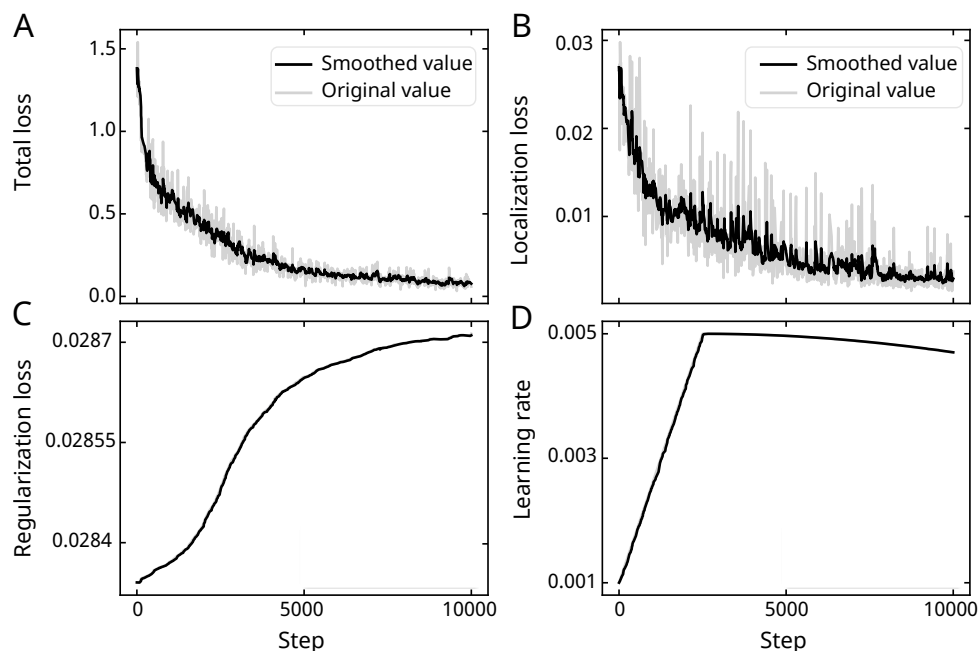 A
1.5
1.0
0.5
0.0
Total loss
Smoothed value
Original value
B
0.03
0.02
0.01
Localization loss
Smoothed value
Original value
C
0.0287
0.02855
0.0284
Regularization loss
0
5000
10000
Step
D
0.005
0.003
0.001
Learning rate
0
5000
10000
Step